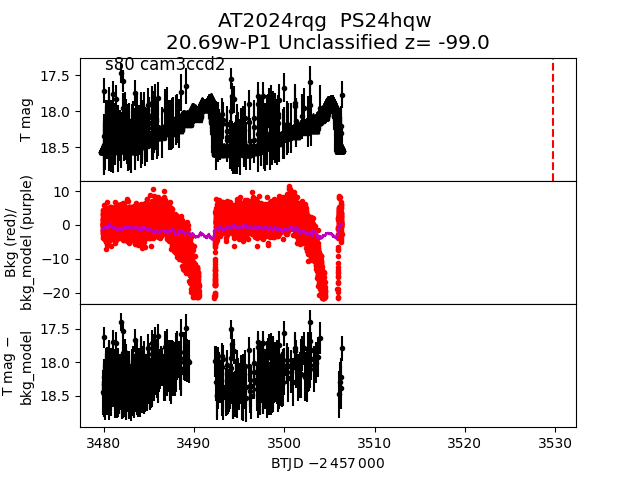 AT2024rqg  PS24hqw
20.69w-P1 Unclassified z= -99.0
s80 cam3ccd2
17.5
18.0
18.5
T mag
10
0
−10
−20
Bkg (red)/
bkg_model (purple)
17.5
18.0
18.5
T mag −
bkg_model
3480 3490 3500 3510 3520 3530
BTJD −2 457 000